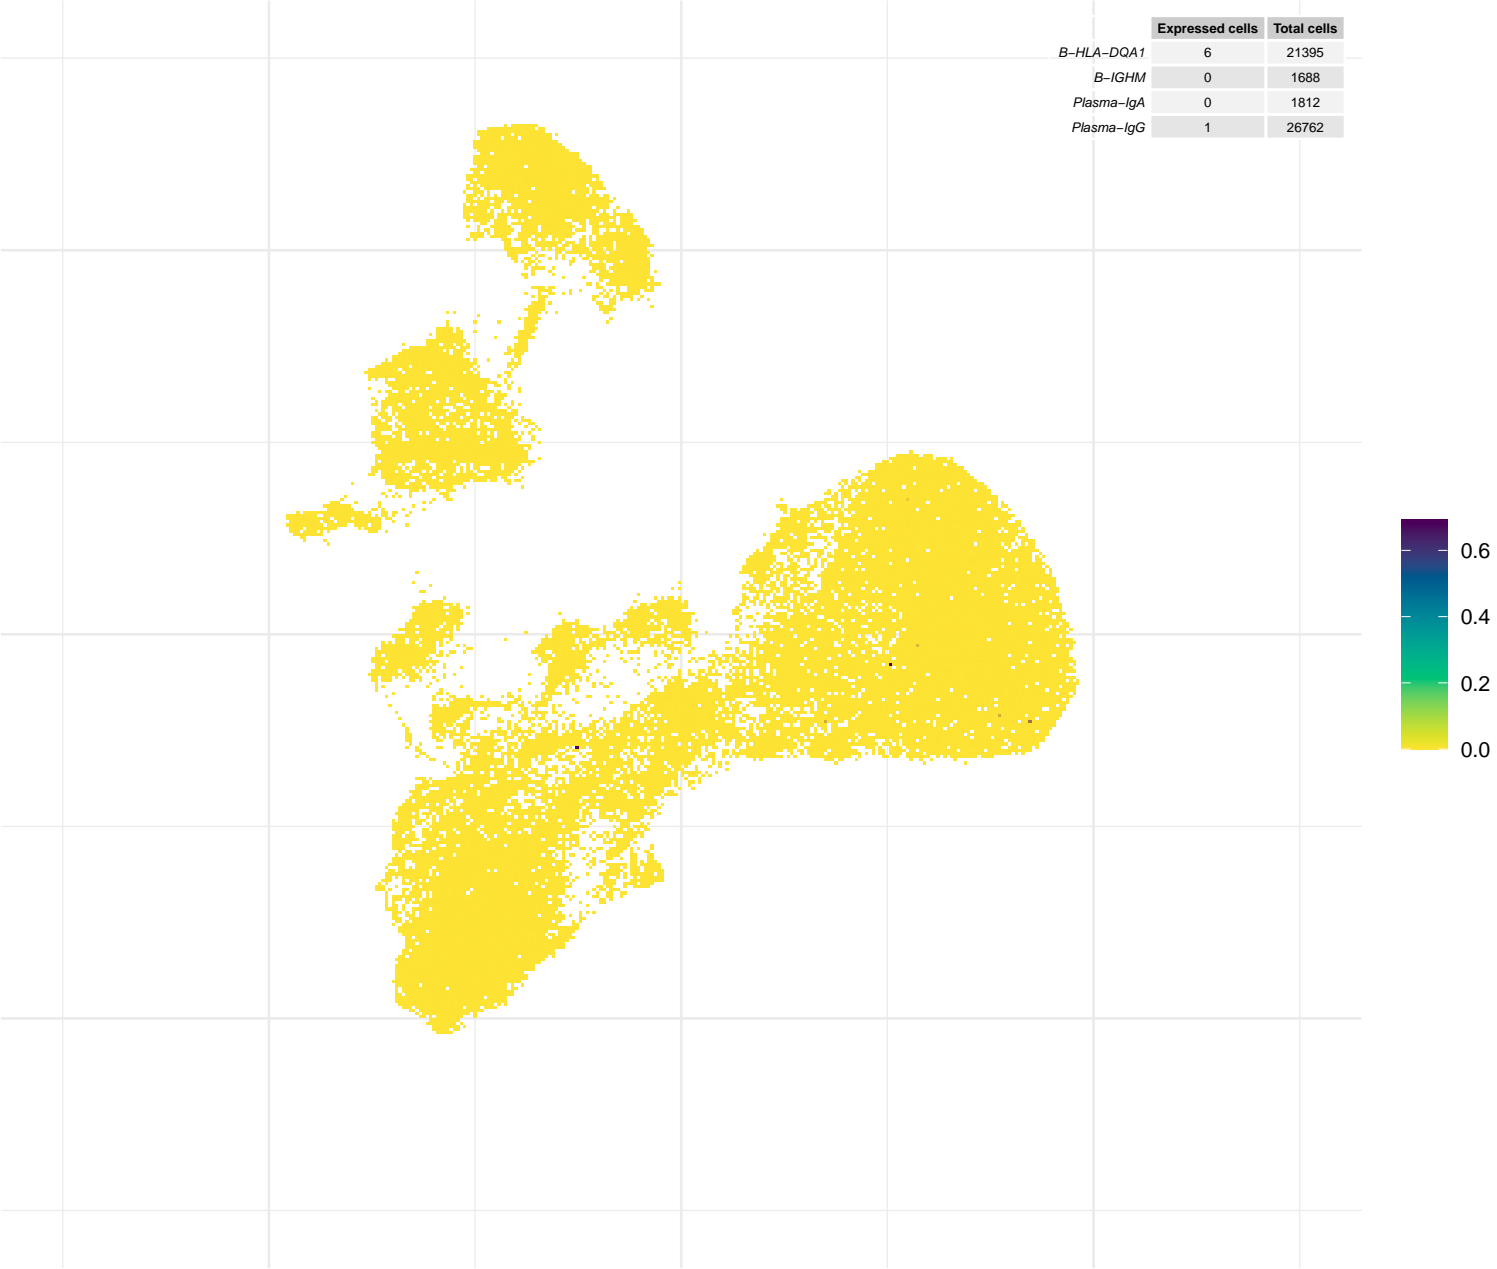 Expressed cells Total cells
B−HLA−DQA1 6 21395
B−IGHM 0 1688
Plasma−IgA 0 1812
Plasma−IgG 1 26762
0.6
0.4
0.2
0.0